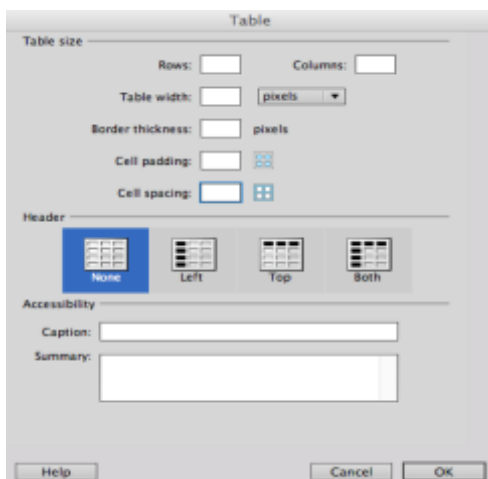 Table
Table size
Rows: Columns:
Table width: pixels
Border thickness: pixels
Cell padding:
Cell spacing:
Header
None Left Top Both
Accessibility
Caption:
Summary:
Help Cancel OK